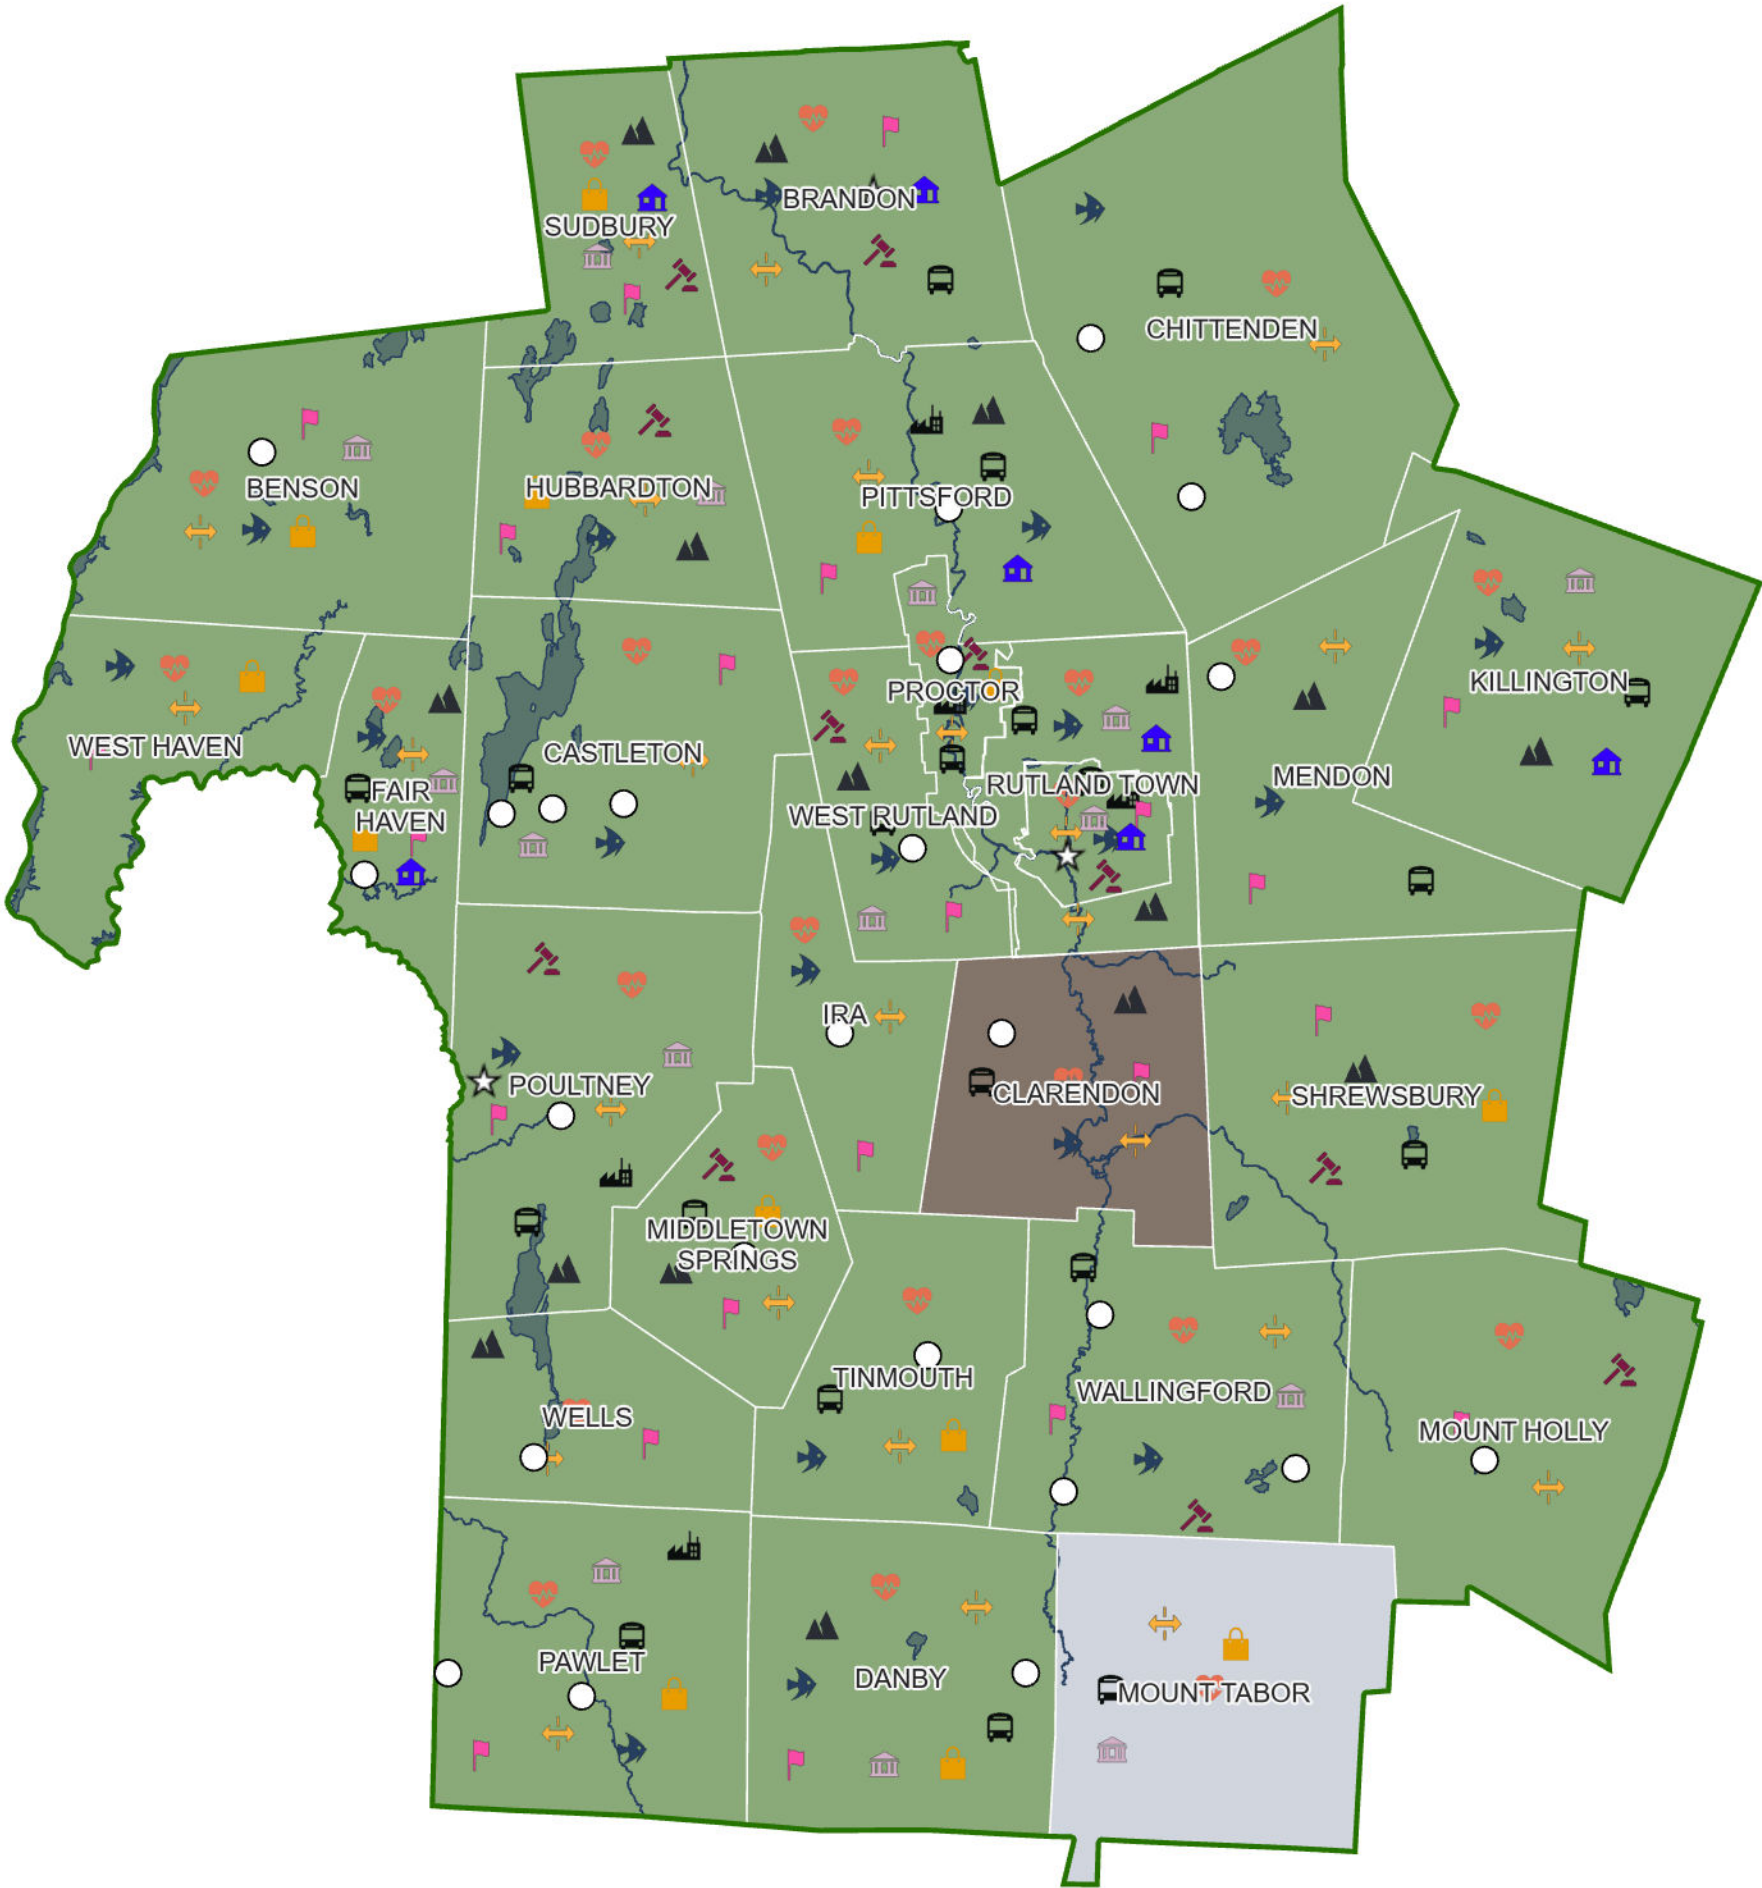 BRANDON
SUDBURY
CHITTENDEN
BENSON
HUBBARDTON
PITTSFORD
KILLINGTON
PROCTOR
WEST HAVEN
CASTLETON
MENDON
RUTLAND TOWN
FAIR
HAVEN
WEST RUTLAND
IRA
POULTNEY
CLARENDON
SHREWSBURY
MIDDLETOWN
SPRINGS
TINMOUTH
WALLINGFORD
WELLS
MOUNT HOLLY
PAWLET
DANBY
MOUNT TABOR